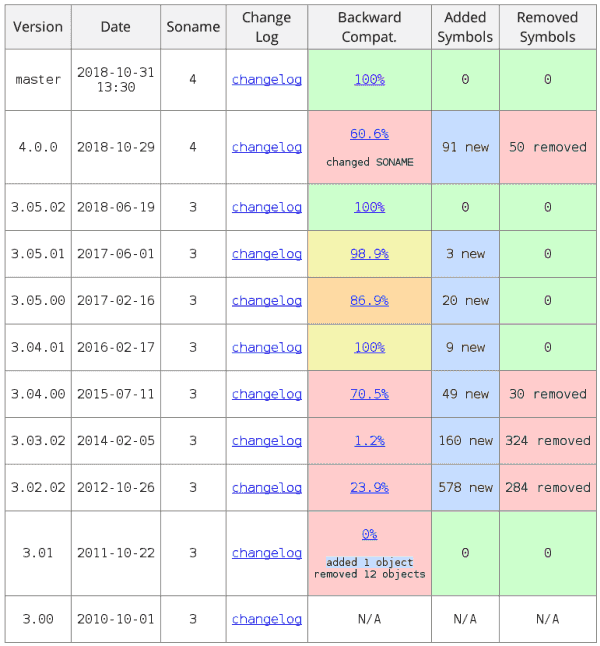 Version Date Soname Change Log Backward Compat. Added Symbols Removed Symbols
master 2018-10-31 13:30 4 changelog 100% 0 0
4.0.0 2018-10-29 4 changelog 60.6% changed SONAME 91 new 50 removed
3.05.02 2018-06-19 3 changelog 100% 0 0
3.05.01 2017-06-01 3 changelog 98.9% 3 new 0
3.05.00 2017-02-16 3 changelog 86.9% 20 new 0
3.04.01 2016-02-17 3 changelog 100% 9 new 0
3.04.00 2015-07-11 3 changelog 70.5% 49 new 30 removed
3.03.02 2014-02-05 3 changelog 1.2% 160 new 324 removed
3.02.02 2012-10-26 3 changelog 23.9% 578 new 284 removed
3.01 2011-10-22 3 changelog 0% added 1 object removed 12 objects 0 0
3.00 2010-10-01 3 changelog N/A N/A N/A